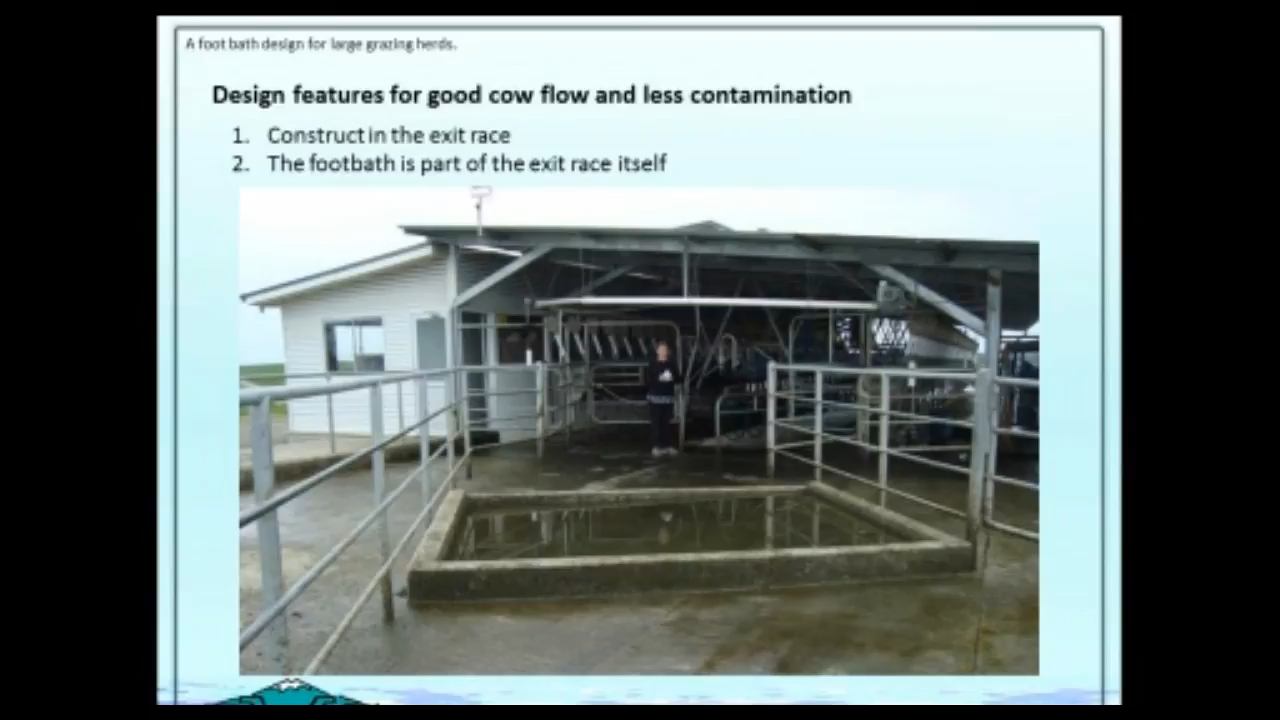 A foot bath design for large grazing herds.
Design features for good cow flow and less contamination
1. Construct in the exit race
2. The footbath is part of the exit race itself